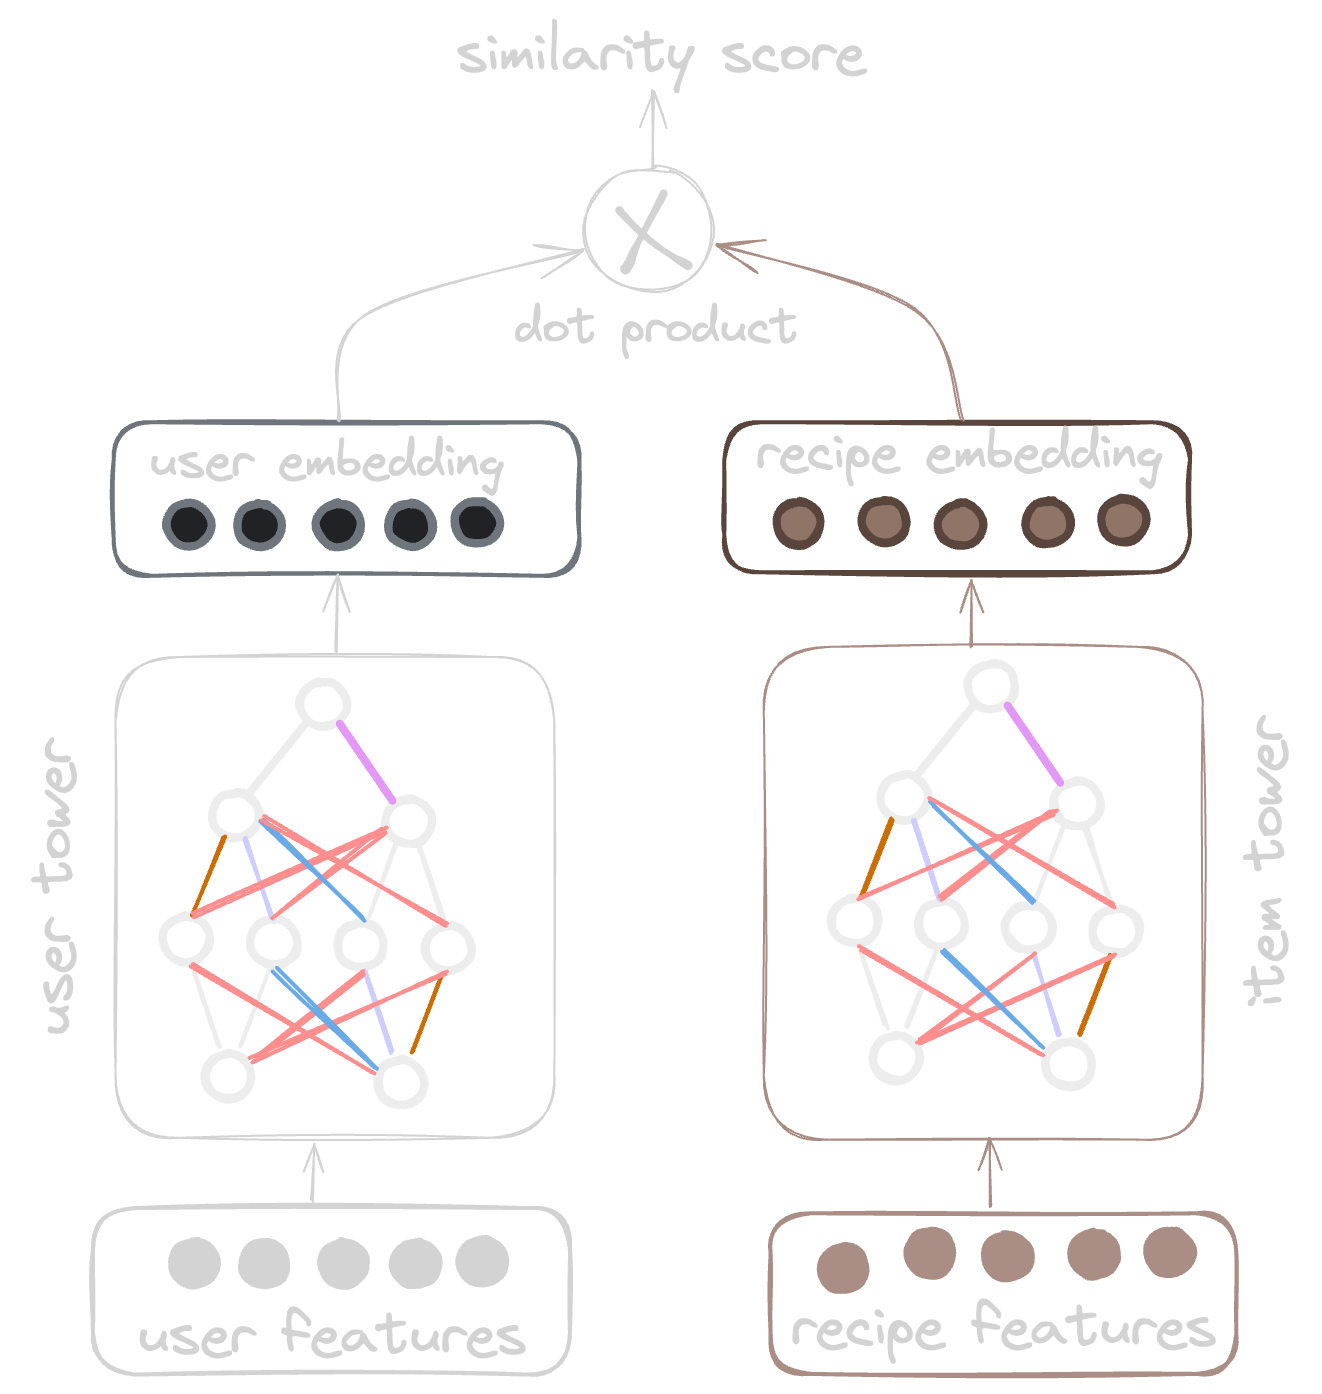 similarity score
dot product
user embedding
recipe embedding
user tower
item tower
user features
recipe features